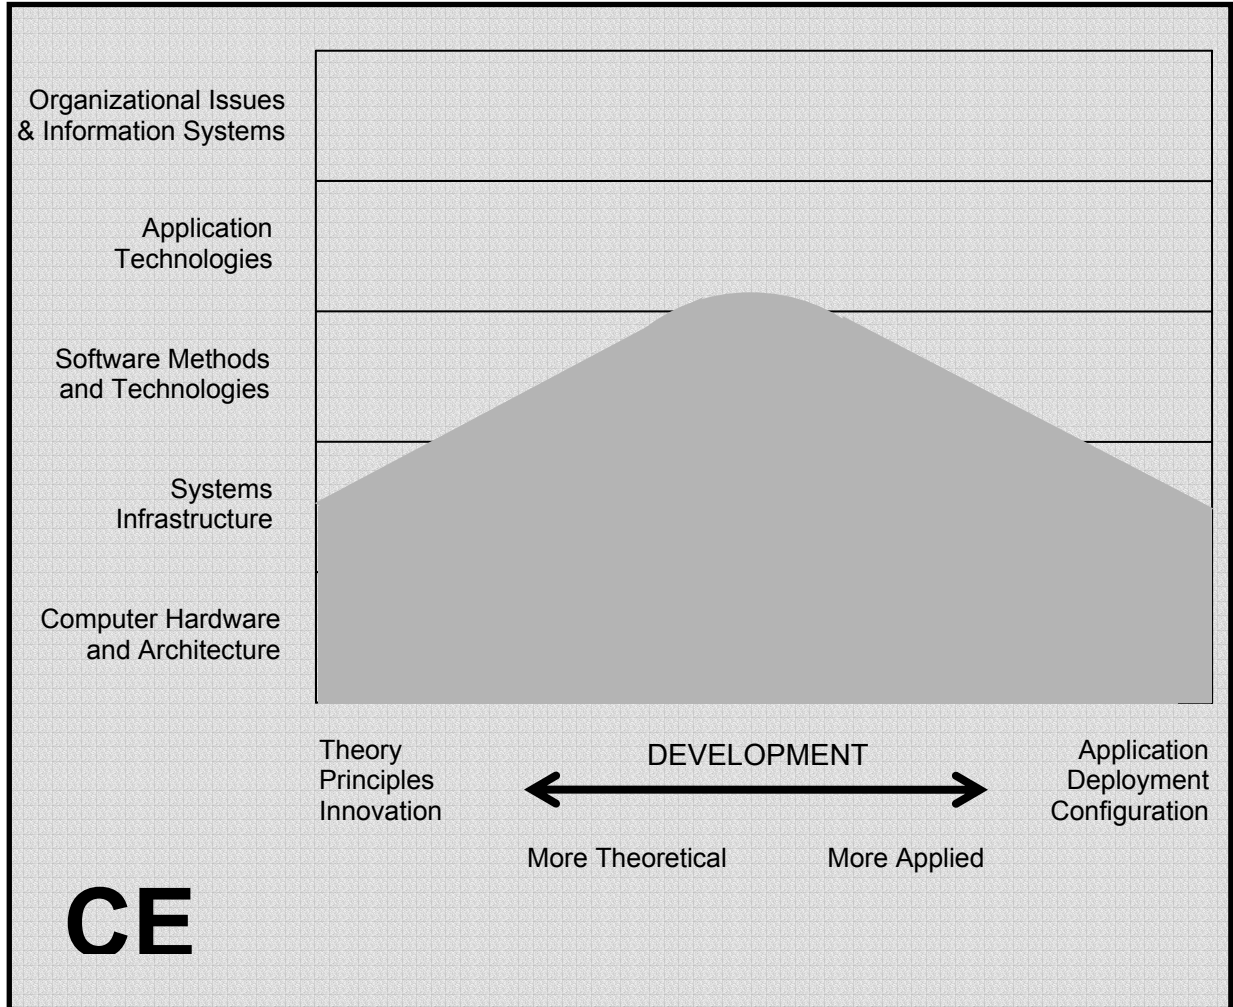 Organizational Issues
& Information Systems
Application
Technologies
Software Methods
and Technologies
Systems
Infrastructure
Computer Hardware
and Architecture
Theory
Principles
Innovation
DEVELOPMENT
Application
Deployment
Configuration
More Theoretical
More Applied
CE